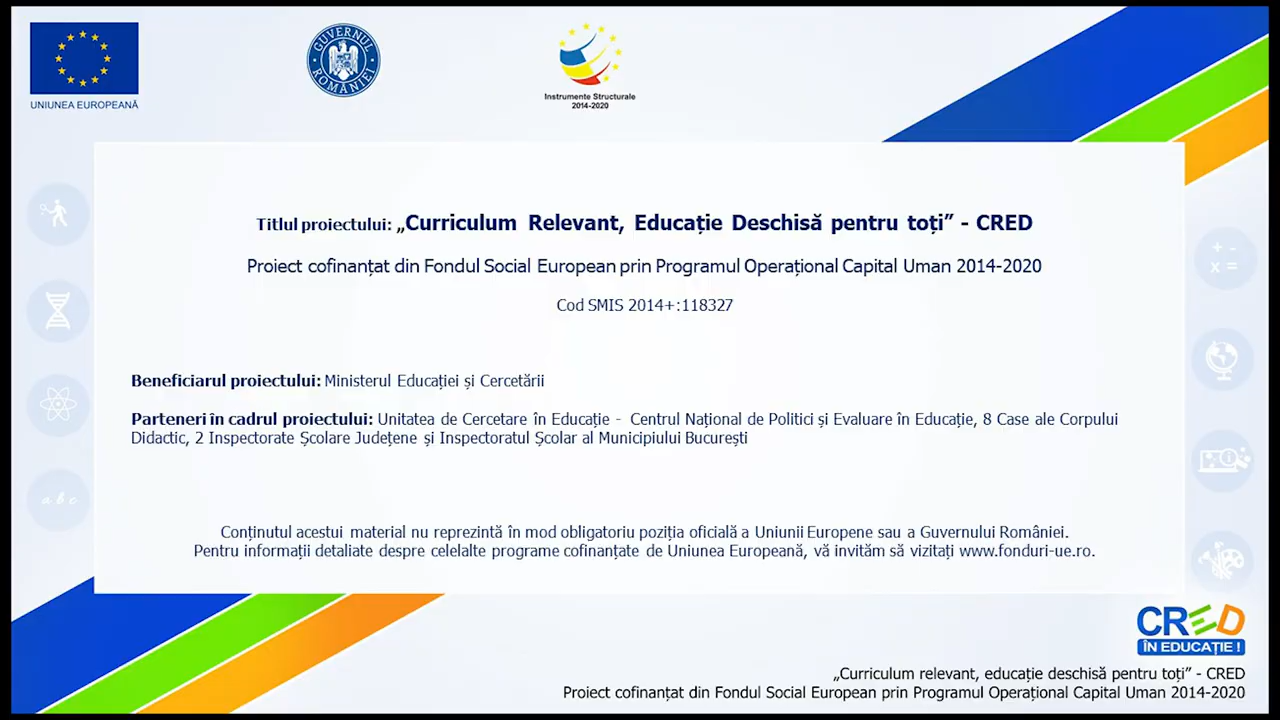 UNIUNEA EUROPEANĂ
GUVERNUL ROMÂNIEI
Instrumente Structurale
2014-2020
Titlul proiectului: „Curriculum Relevant, Educație Deschisă pentru toți” - CRED
Proiect cofinanțat din Fondul Social European prin Programul Operațional Capital Uman 2014-2020
Cod SMIS 2014+:118327
Beneficiarul proiectului: Ministerul Educației și Cercetării
Parteneri în cadrul proiectului: Unitatea de Cercetare în Educație - Centrul Național de Politici și Evaluare în Educație, 8 Case ale Corpului
Didactic, 2 Inspectorate Școlare Județene și Inspectoratul Școlar al Municipiului București
a b c
Conținutul acestui material nu reprezintă în mod obligatoriu poziția oficială a Uniunii Europene sau a Guvernului României.
Pentru informații detaliate despre celelalte programe cofinanțate de Uniunea Europeană, vă invităm să vizitați www.fonduri-ue.ro.
CRED
ÎN EDUCAȚIE !
„Curriculum relevant, educație deschisă pentru toți” - CRED
Proiect cofinanțat din Fondul Social European prin Programul Operațional Capital Uman 2014-2020